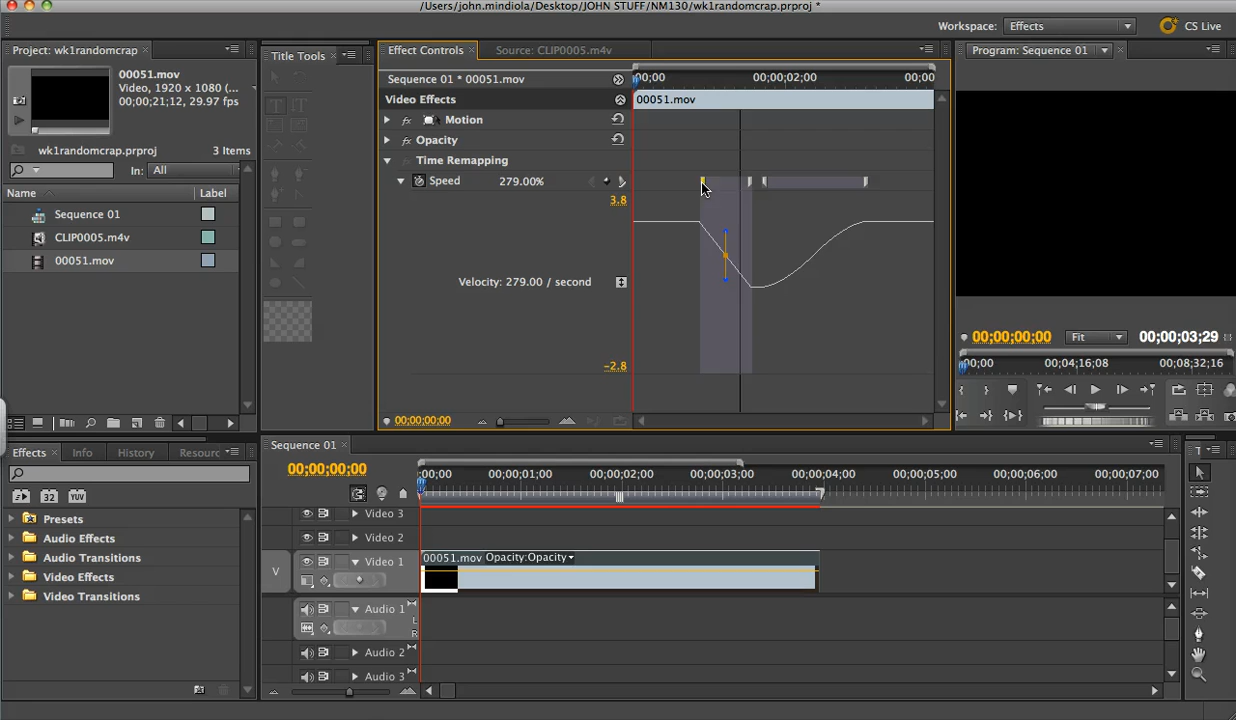 /Users/john.mindiola/Desktop/JOHN STUFF/NM130/wk1randomcrap.prproj *
Workspace: Effects
CS Live
Project: wk1randomcrap
00051.mov
Video, 1920 x 1080 (...
00;00;21;12, 29.97 fps
wk1randomcrap.prproj
3 Items
In: All
Name
Label
Sequence 01
CLIP0005.m4v
00051.mov
Title Tools
Effect Controls
Source: CLIP0005.m4v
Sequence 01 * 00051.mov
Video Effects
fx Motion
fx Opacity
Time Remapping
Speed
279.00%
3.8
Velocity: 279.00 / second
-2.8
00;00;00;00
00;00
00;00;02;00
00;00
00051.mov
Program: Sequence 01
00;00;00;00
Fit
00;00;03;29
00;00
00;04;16;08
00;08;32;16
Effects
Info
History
Resourc
32
YUV
Presets
Audio Effects
Audio Transitions
Video Effects
Video Transitions
Sequence 01
00;00;00;00
00;00
00;00;01;00
00;00;02;00
00;00;03;00
00;00;04;00
00;00;05;00
00;00;06;00
00;00;07;00
Video 3
Video 2
V
Video 1
00051.mov Opacity:Opacity
Audio 1
L
R
Audio 2
Audio 3
T